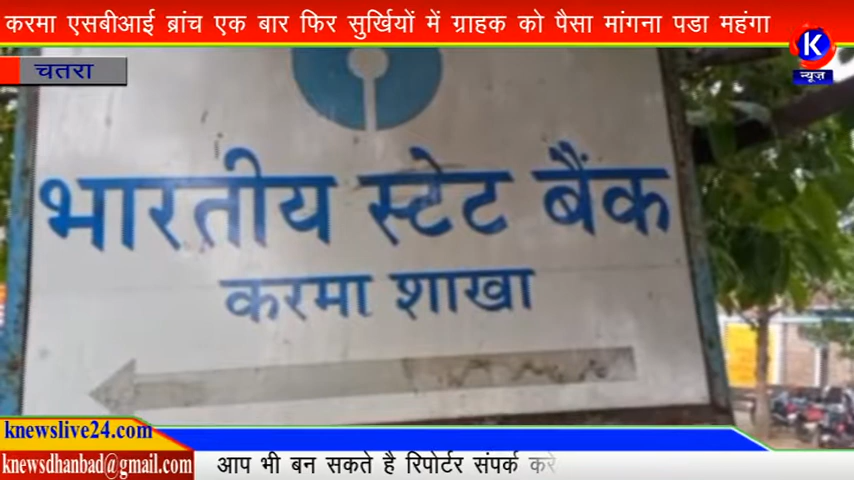 करमा एसबीआई ब्रांच एक बार फिर सुर्खियों में ग्राहक को पैसा मांगना पडा महंगा
K
न्यूज़
चतरा
भारतीय स्टेट बैंक
करमा शाखा
knewslive24.com
knewsdhanbad@gmail.com
आप भी बन सकते है रिपोर्टर संपर्क करे